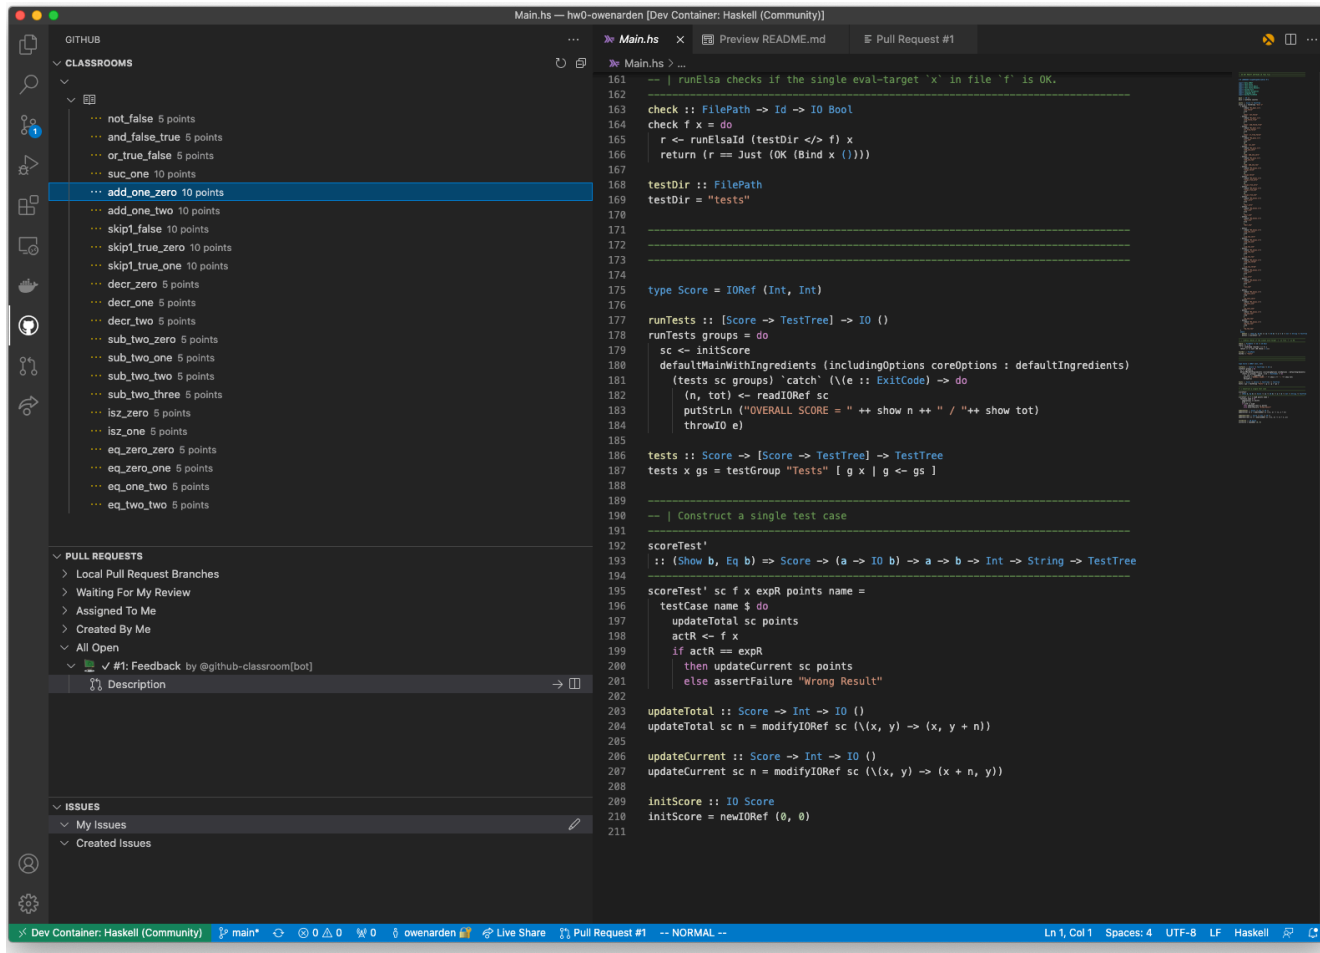 Main.hs — hw0-owenarden [Dev Container: Haskell (Community)]
GITHUB
CLASSROOMS
not_false 5 points
and_false_true 5 points
or_true_false 5 points
suc_one 10 points
add_one_zero 10 points
add_one_two 10 points
skip1_false 10 points
skip1_true_zero 10 points
skip1_true_one 10 points
decr_zero 5 points
decr_one 5 points
decr_two 5 points
sub_two_zero 5 points
sub_two_one 5 points
sub_two_two 5 points
sub_two_three 5 points
isz_zero 5 points
isz_one 5 points
eq_zero_zero 5 points
eq_zero_one 5 points
eq_one_two 5 points
eq_two_two 5 points
PULL REQUESTS
Local Pull Request Branches
Waiting For My Review
Assigned To Me
Created By Me
All Open
✓ #1: Feedback by @github-classroom[bot]
Description
ISSUES
My Issues
Created Issues
1
Main.hs × Preview README.md Pull Request #1
Main.hs > ...
161 -- | runElsa checks if the single eval-target `x` in file `f` is OK.
162 --------------------------------------------------------------------------------
163 check :: FilePath -> Id -> IO Bool
164 check f x = do
165   r <- runElsaId (testDir </> f) x
166   return (r == Just (OK (Bind x ())))
167
168 testDir :: FilePath
169 testDir = "tests"
170
171 --------------------------------------------------------------------------------
172 --------------------------------------------------------------------------------
173 --------------------------------------------------------------------------------
174
175 type Score = IORef (Int, Int)
176
177 runTests :: [Score -> TestTree] -> IO ()
178 runTests groups = do
179   sc <- initScore
180   defaultMainWithIngredients (includingOptions coreOptions : defaultIngredients)
181     (tests sc groups) `catch` (\(e :: ExitCode) -> do
182       (n, tot) <- readIORef sc
183       putStrLn ("OVERALL SCORE = " ++ show n ++ " / "++ show tot)
184       throwIO e)
185
186 tests :: Score -> [Score -> TestTree] -> TestTree
187 tests x gs = testGroup "Tests" [ g x | g <- gs ]
188
189 --------------------------------------------------------------------------------
190 -- | Construct a single test case
191 --------------------------------------------------------------------------------
192 scoreTest'
193  :: (Show b, Eq b) => Score -> (a -> IO b) -> a -> b -> Int -> String -> TestTree
194 --------------------------------------------------------------------------------
195 scoreTest' sc f x expR points name =
196   testCase name $ do
197     updateTotal sc points
198     actR <- f x
199     if actR == expR
200       then updateCurrent sc points
201       else assertFailure "Wrong Result"
202
203 updateTotal :: Score -> Int -> IO ()
204 updateTotal sc n = modifyIORef sc (\(x, y) -> (x, y + n))
205
206 updateCurrent :: Score -> Int -> IO ()
207 updateCurrent sc n = modifyIORef sc (\(x, y) -> (x + n, y))
208
209 initScore :: IO Score
210 initScore = newIORef (0, 0)
211
Dev Container: Haskell (Community) main* 0 0 0 owenarden Live Share Pull Request #1 -- NORMAL -- Ln 1, Col 1 Spaces: 4 UTF-8 LF Haskell